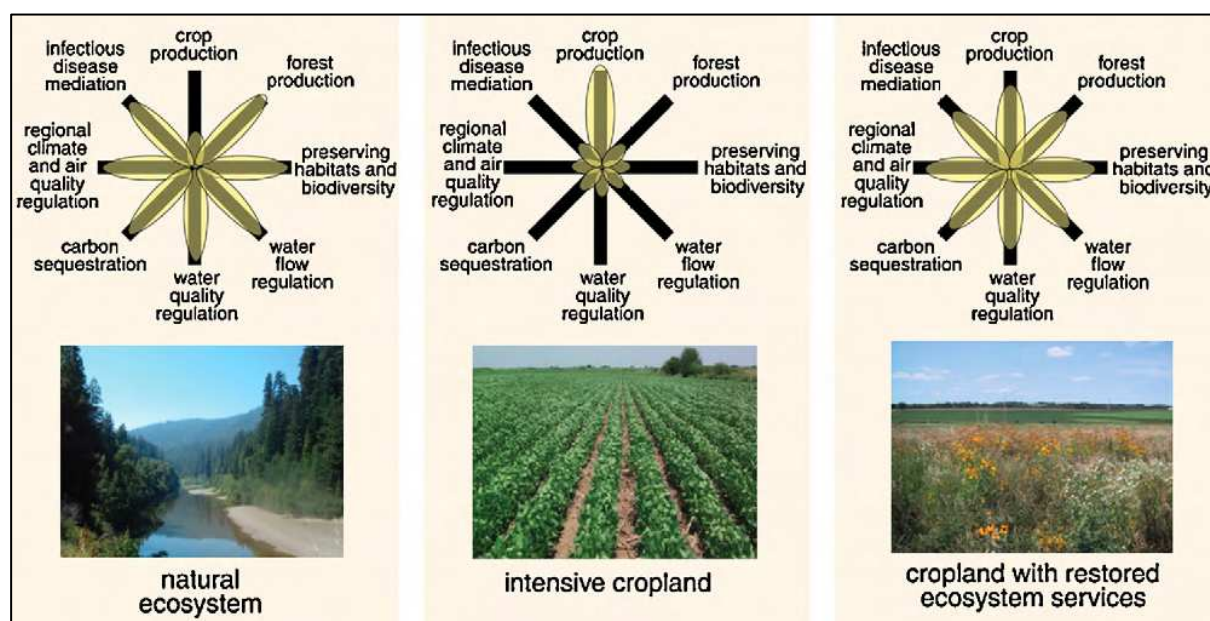 crop
production
infectious
disease
mediation
forest
production
regional
climate
and air
quality
regulation
preserving
habitats and
biodiversity
carbon
sequestration
water
flow
regulation
water
quality
regulation
natural
ecosystem
crop
production
infectious
disease
mediation
forest
production
regional
climate
and air
quality
regulation
preserving
habitats and
biodiversity
carbon
sequestration
water
flow
regulation
water
quality
regulation
intensive cropland
crop
production
infectious
disease
mediation
forest
production
regional
climate
and air
quality
regulation
preserving
habitats and
biodiversity
carbon
sequestration
water
flow
regulation
water
quality
regulation
cropland with restored
ecosystem services